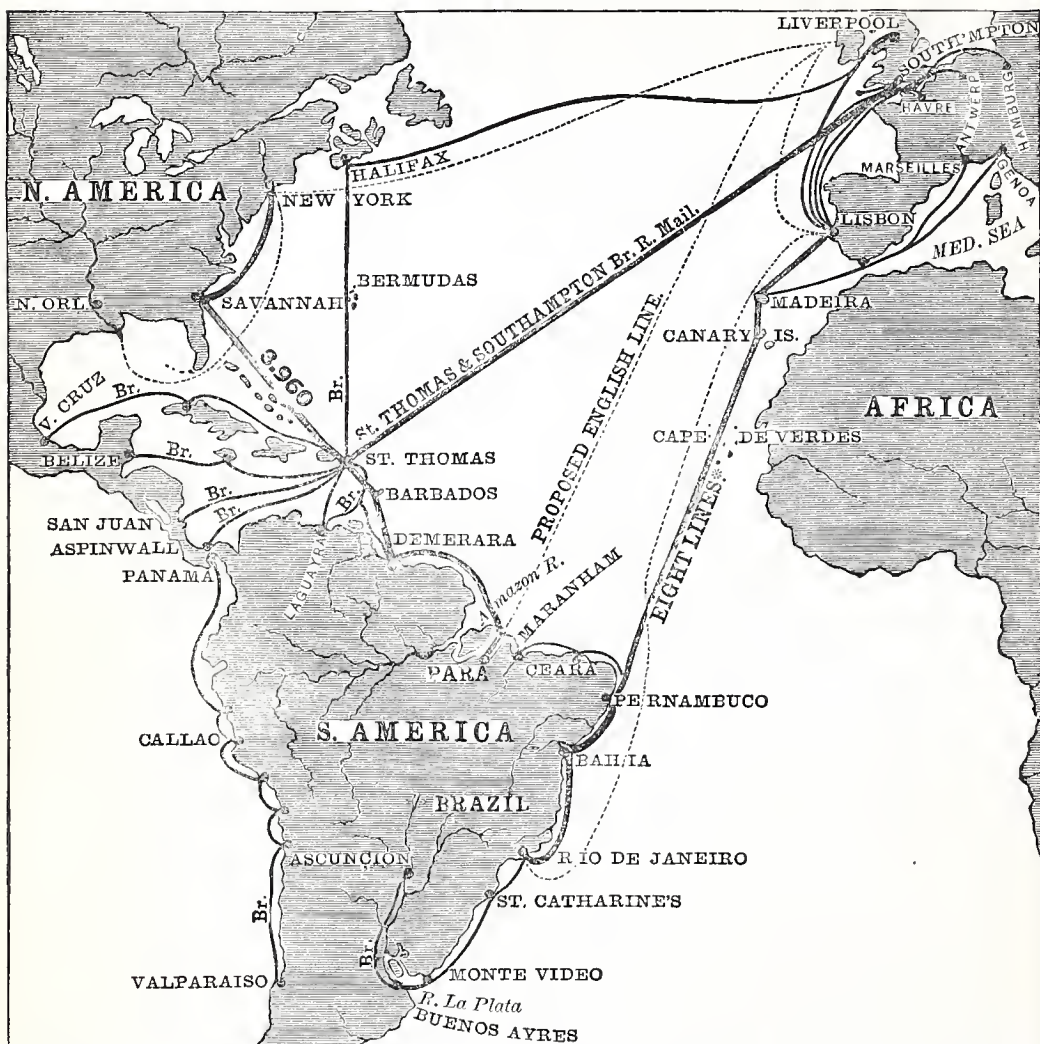 LIVERPOOL
SOUTH'MPTON
HAVRE
ANTWERP
HAMBURG
MARSEILLES
GENOA
HALIFAX
N. AMERICA
NEW YORK
LISBON
MED. SEA
St. THOMAS & SOUTHAMPTON Br. R. Mail.
BERMUDAS
N. ORL.
SAVANNAH
MADEIRA
CANARY IS.
3.960
Br.
PROPOSED ENGLISH LINE.
V. CRUZ
Br.
AFRICA
CAPE DE VERDES
BELIZE
Br.
ST. THOMAS
EIGHT LINES.
Br.
Br.
Br.
BARBADOS
SAN JUAN
ASPINWALL
DEMERARA
PANAMA
LAGUAYRA
Amazon R.
MARANHAM
PARA
CEARA
PERNAMBUCO
S. AMERICA
CALLAO
BAHIA
BRAZIL
ASCUNCION
RIO DE JANEIRO
Br.
ST. CATHARINE'S
Br.
VALPARAISO
MONTE VIDEO
R. La Plata
BUENOS AYRES